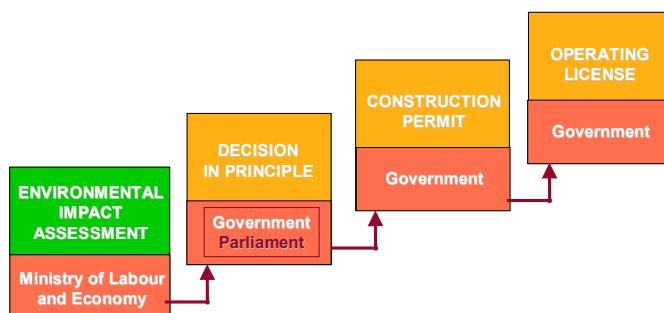 ENVIRONMENTAL
IMPACT
ASSESSMENT
Ministry of Labour
and Economy
DECISION
IN PRINCIPLE
Government
Parliament
CONSTRUCTION
PERMIT
Government
OPERATING
LICENSE
Government